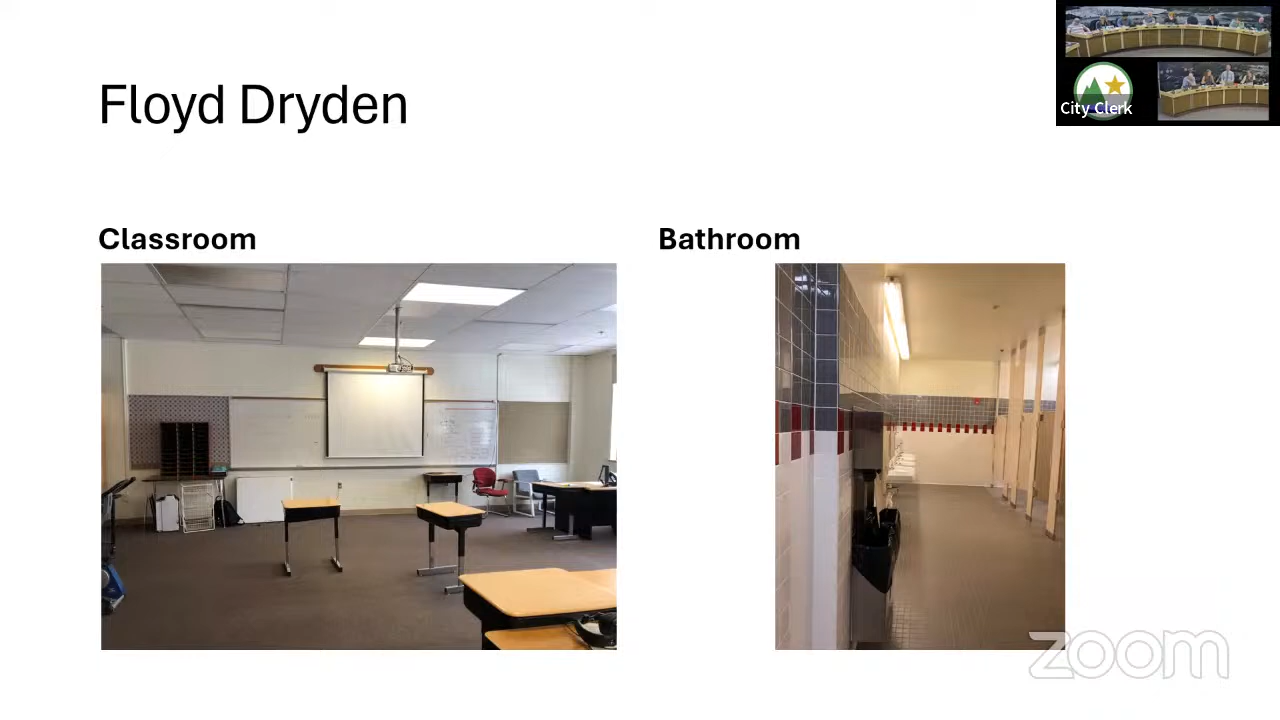 Floyd Dryden
City Clerk
Classroom
Bathroom
zoom